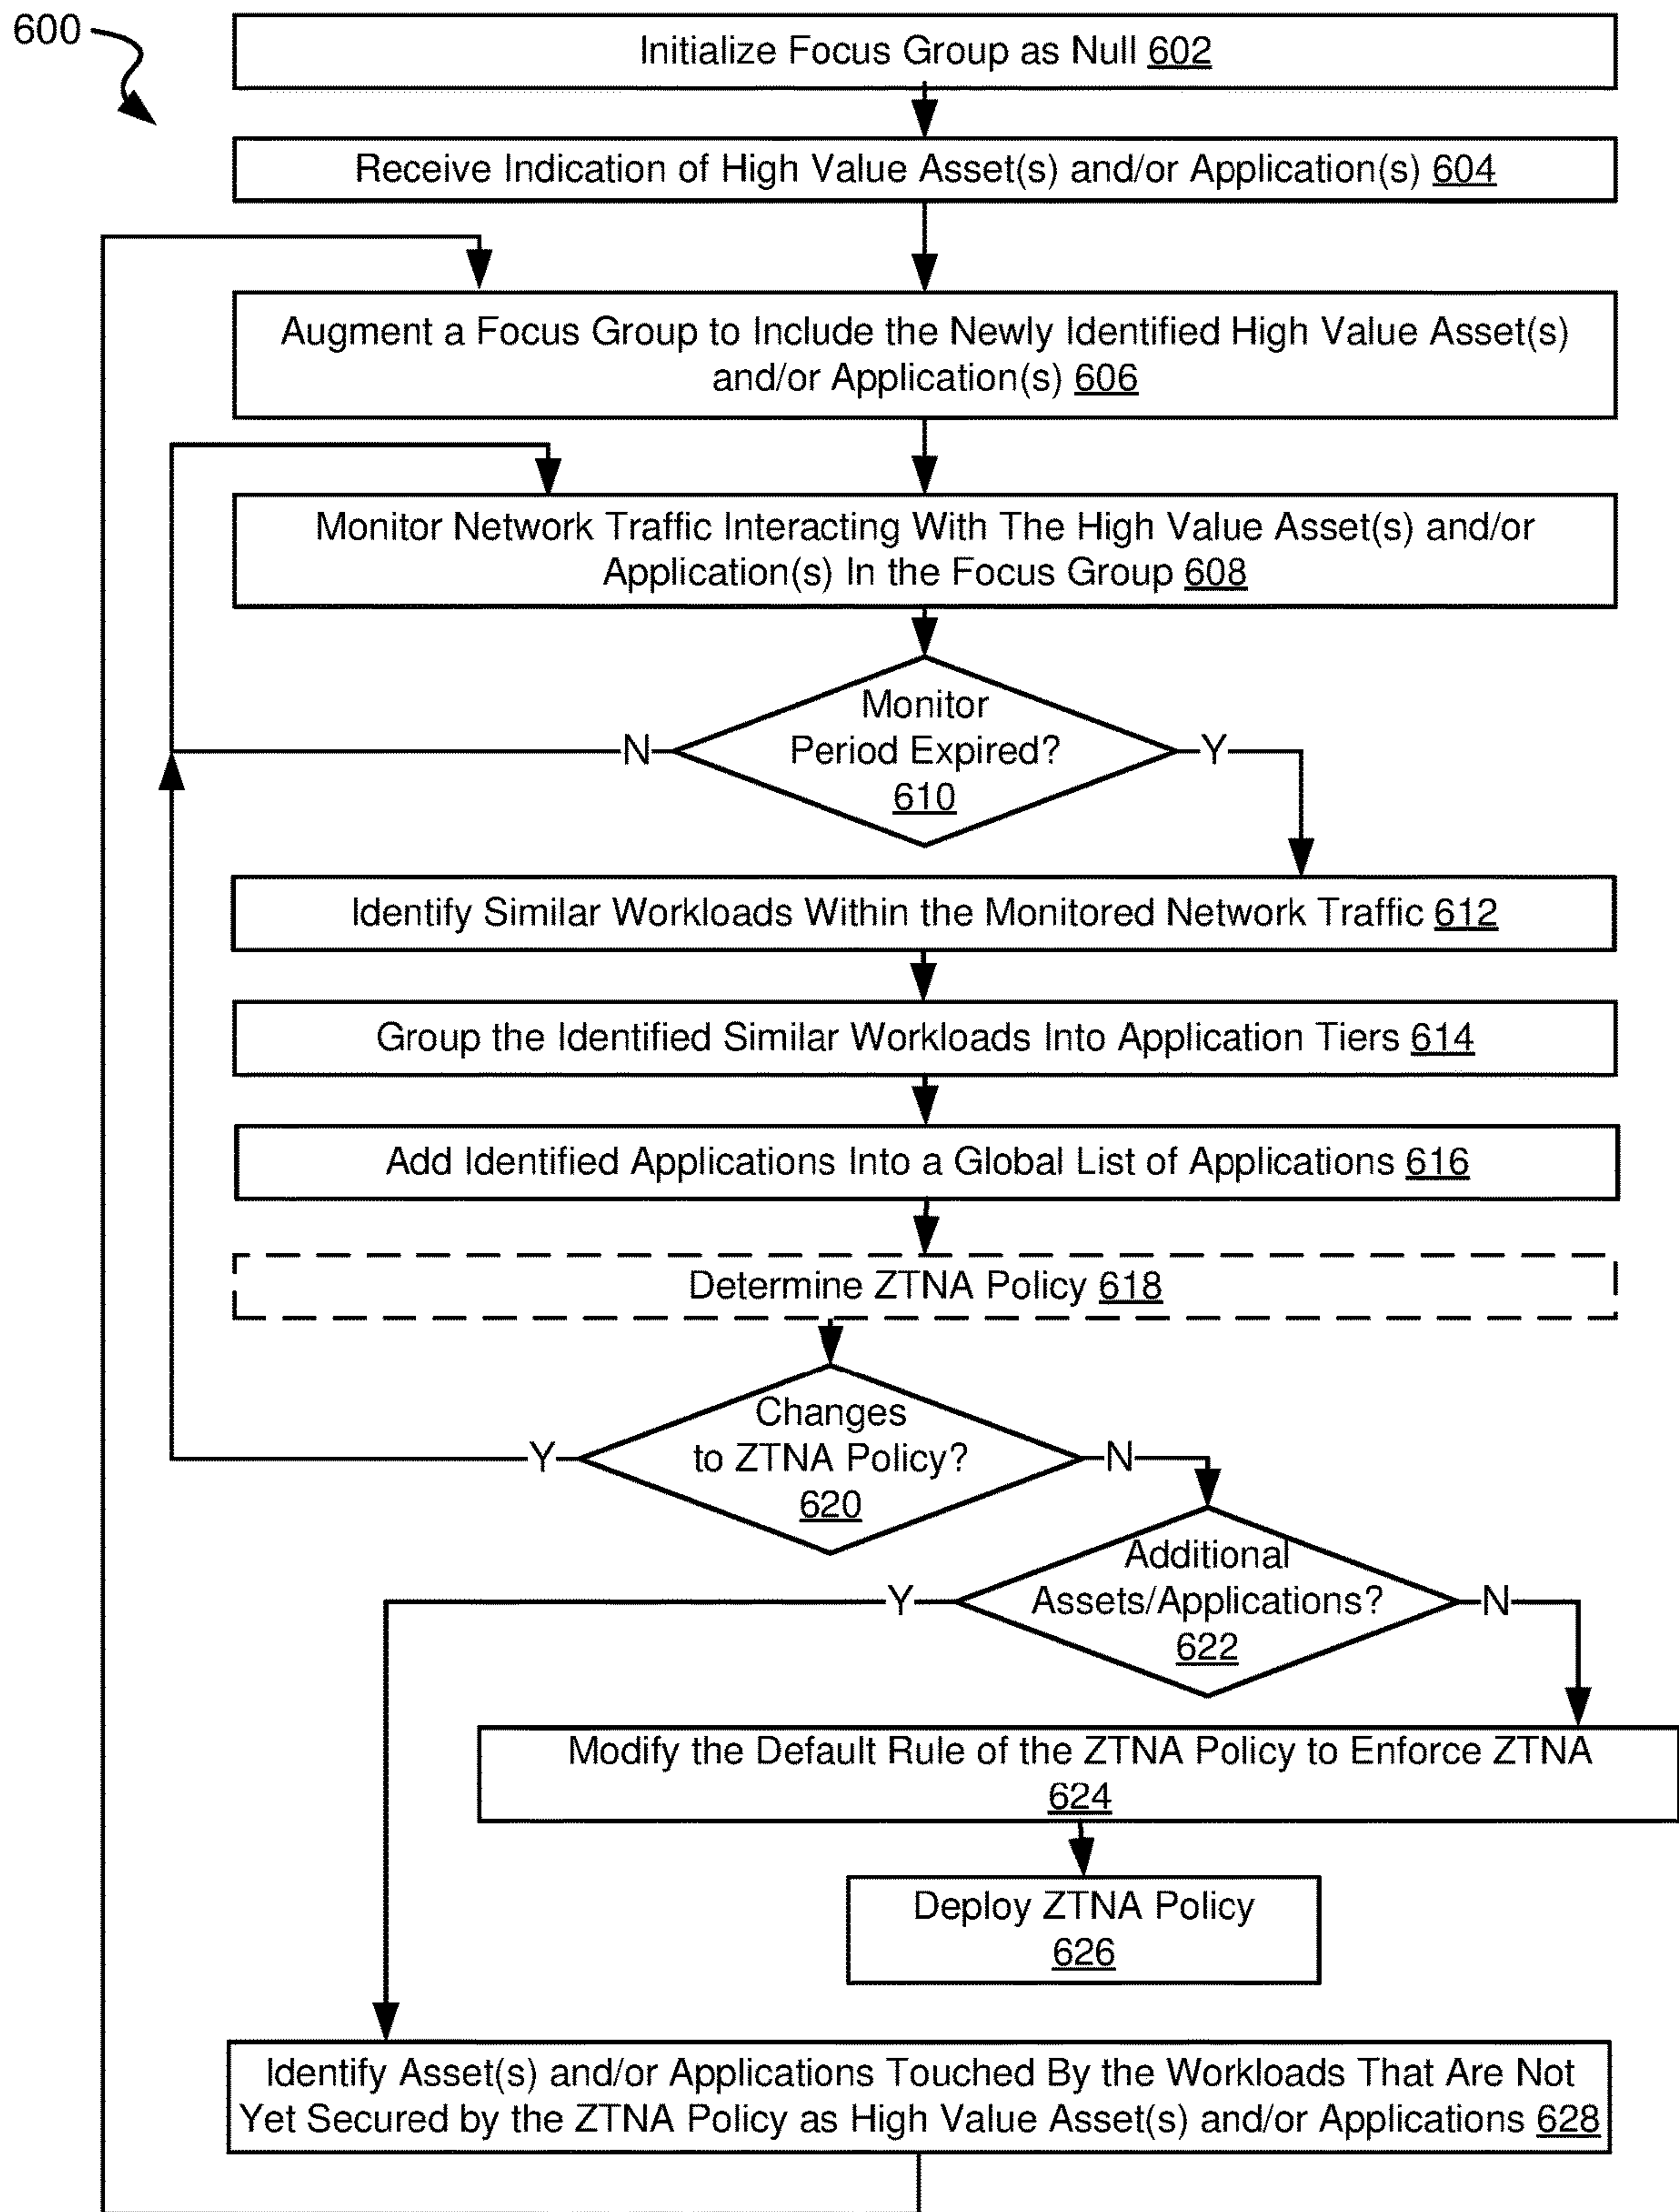 600
Initialize Focus Group as Null 602
Receive Indication of High Value Asset(s) and/or Application(s) 604
Augment a Focus Group to Include the Newly Identified High Value Asset(s)
and/or Application(s) 606
Monitor Network Traffic Interacting With The High Value Asset(s) and/or
Application(s) In the Focus Group 608
Monitor
Period Expired?
610
N
Y
Identify Similar Workloads Within the Monitored Network Traffic 612
Group the Identified Similar Workloads Into Application Tiers 614
Add Identified Applications Into a Global List of Applications 616
Determine ZTNA Policy 618
Changes
to ZTNA Policy?
620
Y
N
Additional
Assets/Applications?
622
Y
N
Modify the Default Rule of the ZTNA Policy to Enforce ZTNA
624
Deploy ZTNA Policy
626
Identify Asset(s) and/or Applications Touched By the Workloads That Are Not
Yet Secured by the ZTNA Policy as High Value Asset(s) and/or Applications 628